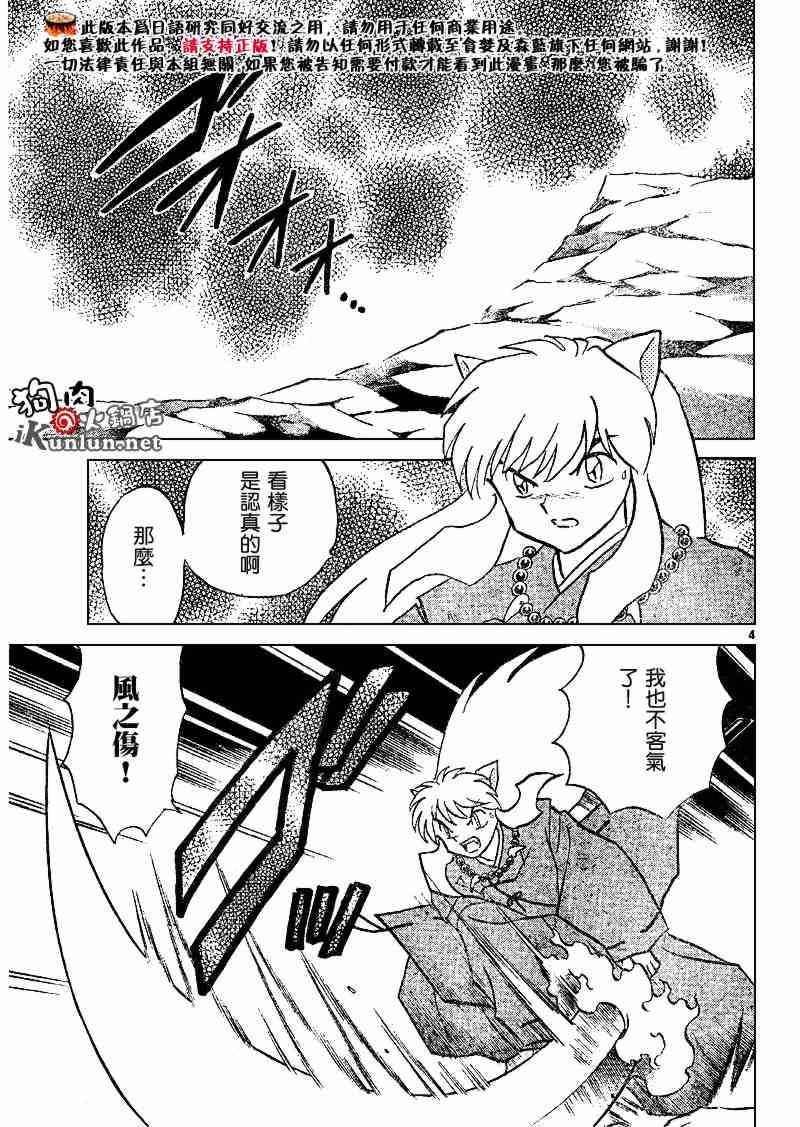 此版本爲日語研究同好交流之用，請勿用于任何商業用途，
如您喜歡此作品，請支持正版！請勿以任何形式轉載至貪婪及森藍旗下任何網站，謝謝！
一切法律責任與本組無關，如果您被告知需要付款才能看到此漫畫，那麼，您被騙了
ゴオオオ…
狗肉
火鍋店
iKunlun.net
看樣子
是認真的啊
那麼…
4
我也不客氣
了！
風之傷！